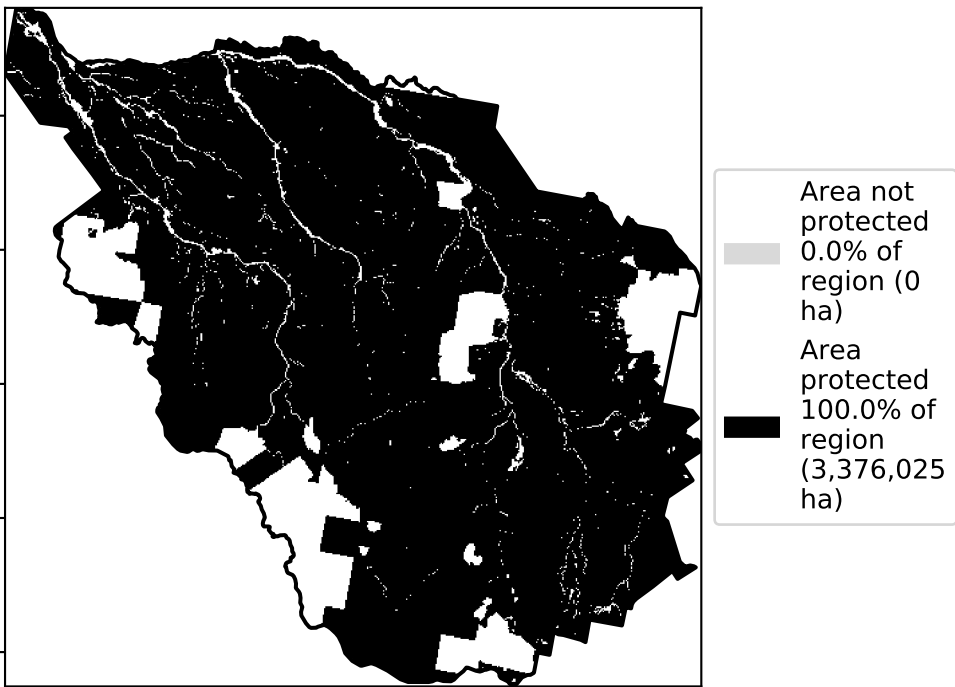 Area not
protected
0.0% of
region (0
ha)
Area
protected
100.0% of
region
(3,376,025
ha)